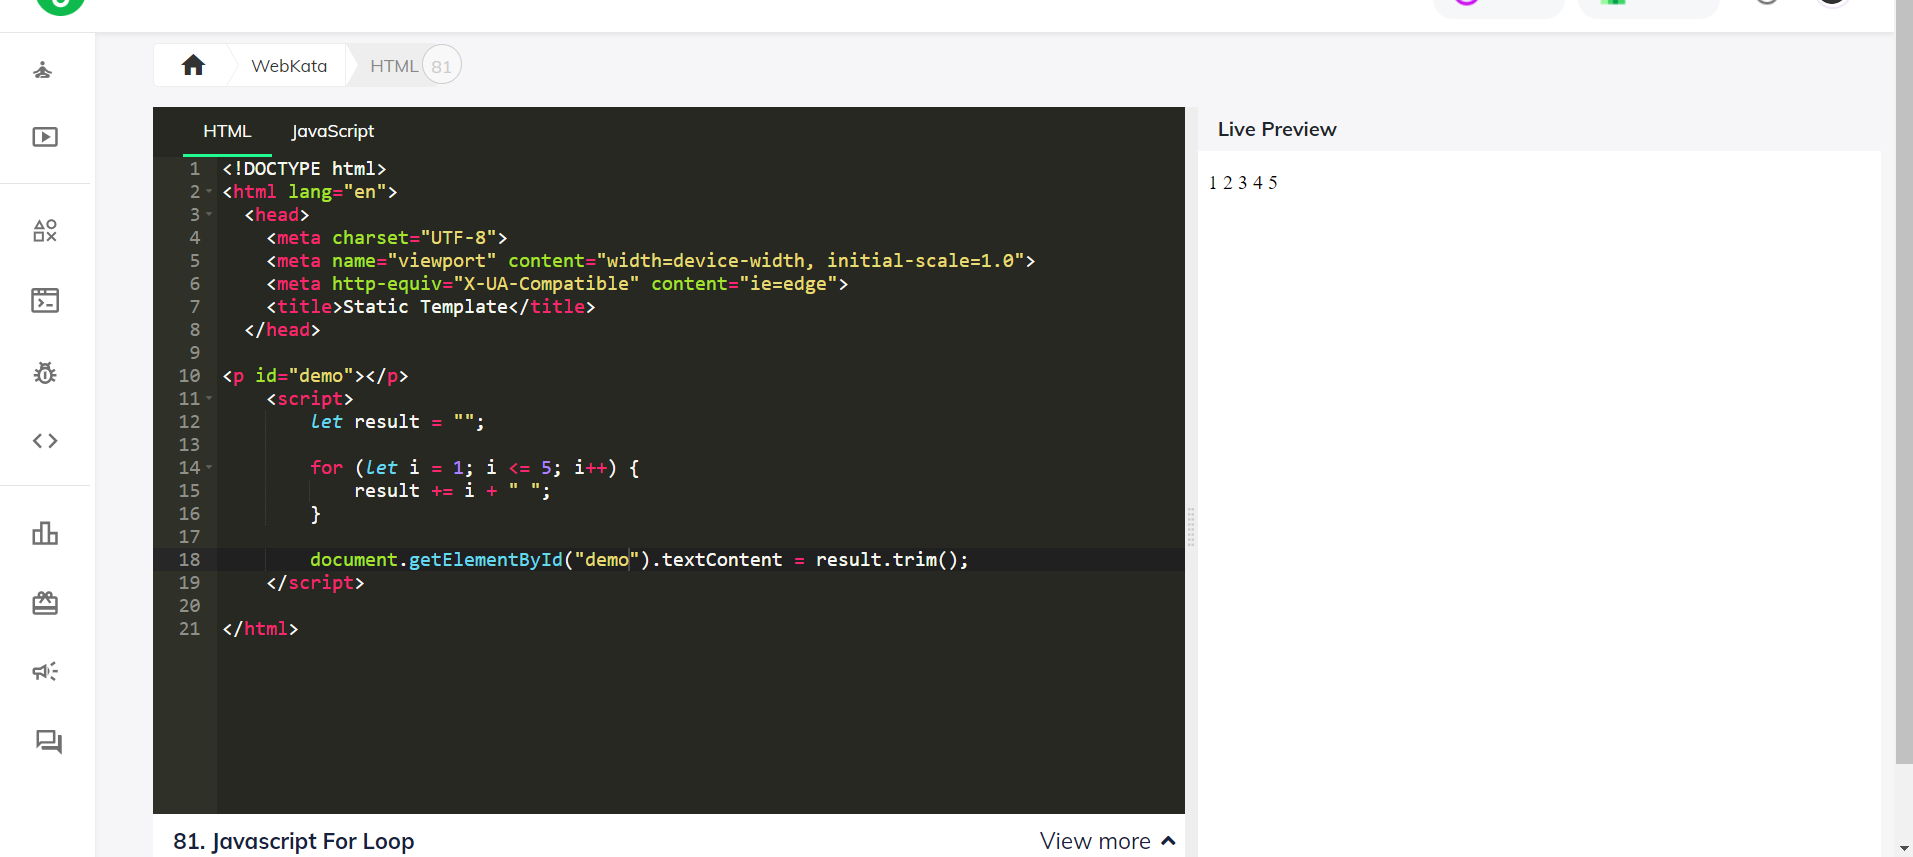 WebKata
HTML 81
HTML JavaScript
Live Preview
1 <!DOCTYPE html>
2 <html lang="en">
3 <head>
4 <meta charset="UTF-8">
5 <meta name="viewport" content="width=device-width, initial-scale=1.0">
6 <meta http-equiv="X-UA-Compatible" content="ie=edge">
7 <title>Static Template</title>
8 </head>
9
10 <p id="demo"></p>
11 <script>
12 let result = "";
13
14 for (let i = 1; i <= 5; i++) {
15 result += i + " ";
16 }
17
18 document.getElementById("demo").textContent = result.trim();
19 </script>
20
21 </html>
1 2 3 4 5
81. Javascript For Loop
View more